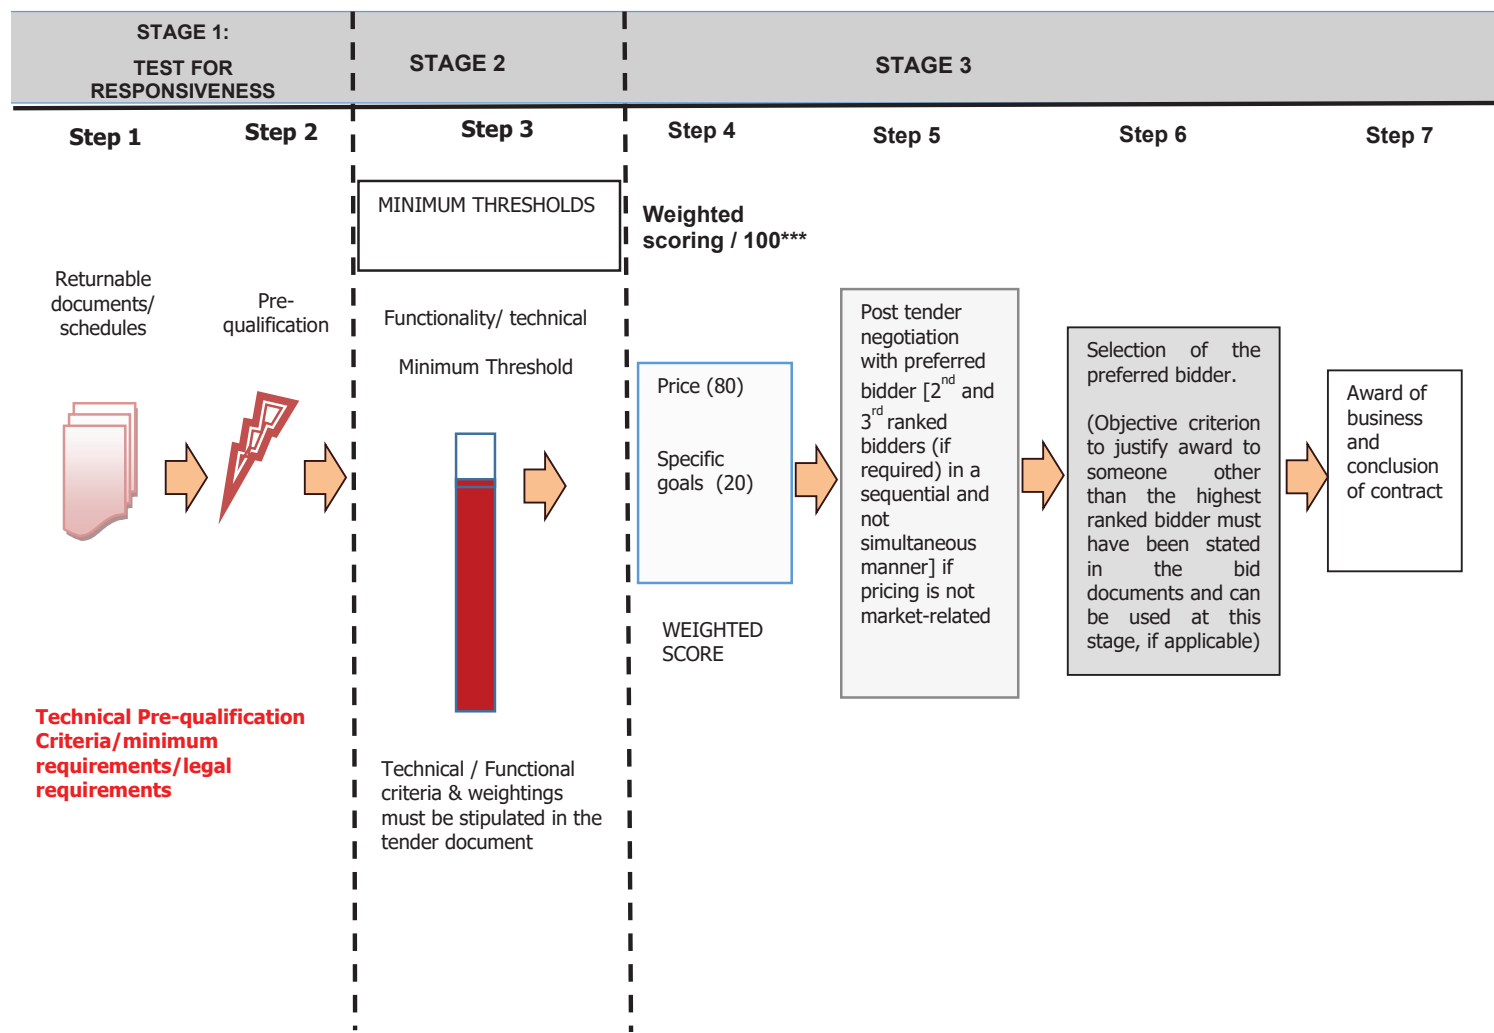 STAGE 1:
TEST FOR
RESPONSIVENESS
STAGE 2
STAGE 3
Step 1
Step 2
Step 3
Step 4
Step 5
Step 6
Step 7
Returnable
documents/
schedules
Pre-
qualification
Technical Pre-qualification
Criteria/minimum
requirements/legal
requirements
MINIMUM THRESHOLDS
Functionality/ technical
Minimum Threshold
Technical / Functional
criteria & weightings
must be stipulated in the
tender document
Weighted
scoring / 100***
Price (80)
Specific
goals (20)
WEIGHTED
SCORE
Post tender
negotiation
with preferred
bidder [2nd and
3rd ranked
bidders (if
required) in a
sequential and
not
simultaneous
manner] if
pricing is not
market-related
Selection of the
preferred bidder.
(Objective criterion
to justify award to
someone other
than the highest
ranked bidder must
have been stated
in the bid
documents and can
be used at this
stage, if applicable)
Award of
business
and
conclusion
of contract